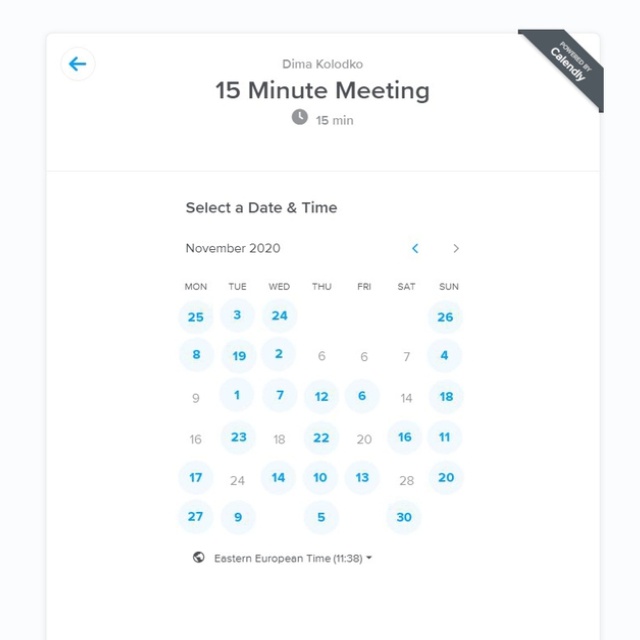 POWERED BY
Calendly
Dima Kolodko
15 Minute Meeting
15 min
Select a Date & Time
November 2020
MON TUE WED THU FRI SAT SUN
25 3 24 26
8 19 2 6 6 7 4
9 1 7 12 6 14 18
16 23 18 22 20 16 11
17 24 14 10 13 28 20
27 9 5 30
Eastern European Time (11:38)